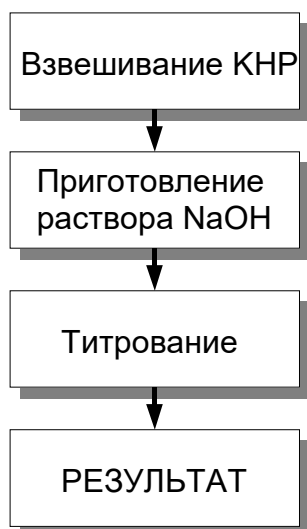 Взвешивание KHP
Приготовление
раствора NaOH
Титрование
РЕЗУЛЬТАТ